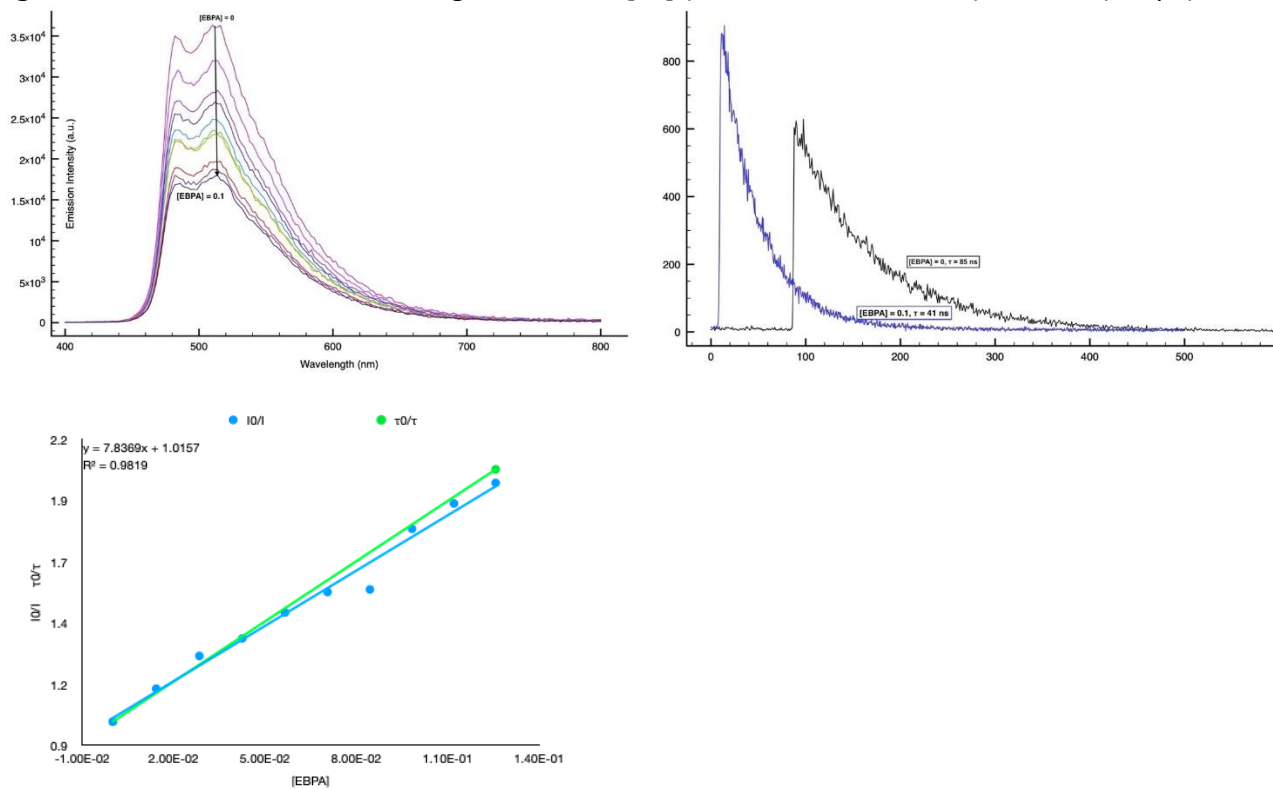 [EBPA] = 0
3.5x10⁴
3x10⁴
2.5x10⁴
2x10⁴
1.5x10⁴
10⁴
5x10³
0
Emission Intensity (a.u.)
[EBPA] = 0.1
400
500
600
700
800
Wavelength (nm)
800
600
400
200
0
[EBPA] = 0, τ = 85 ns
[EBPA] = 0.1, τ = 41 ns
0
100
200
300
400
500
I0/I
τ0/τ
y = 7.8369x + 1.0157
R² = 0.9819
2.2
1.9
1.7
1.4
1.2
0.9
I0/I τ0/τ
-1.00E-02
2.00E-02
5.00E-02
8.00E-02
1.10E-01
1.40E-01
[EBPA]